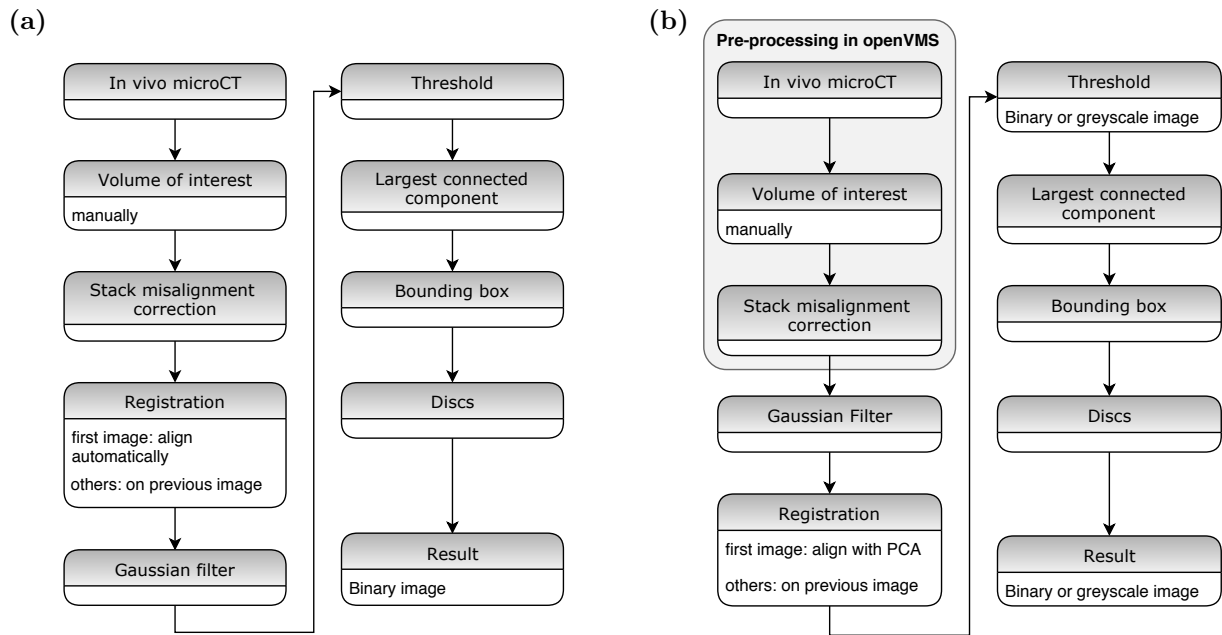 (a)
In vivo microCT
Volume of interest
manually
Stack misalignment
correction
Registration
first image: align
automatically
others: on previous image
Gaussian filter
Threshold
Largest connected
component
Bounding box
Discs
Result
Binary image
(b)
Pre-processing in openVMS
In vivo microCT
Volume of interest
manually
Stack misalignment
correction
Gaussian Filter
Registration
first image: align with PCA
others: on previous image
Threshold
Binary or greyscale image
Largest connected
component
Bounding box
Discs
Result
Binary or greyscale image